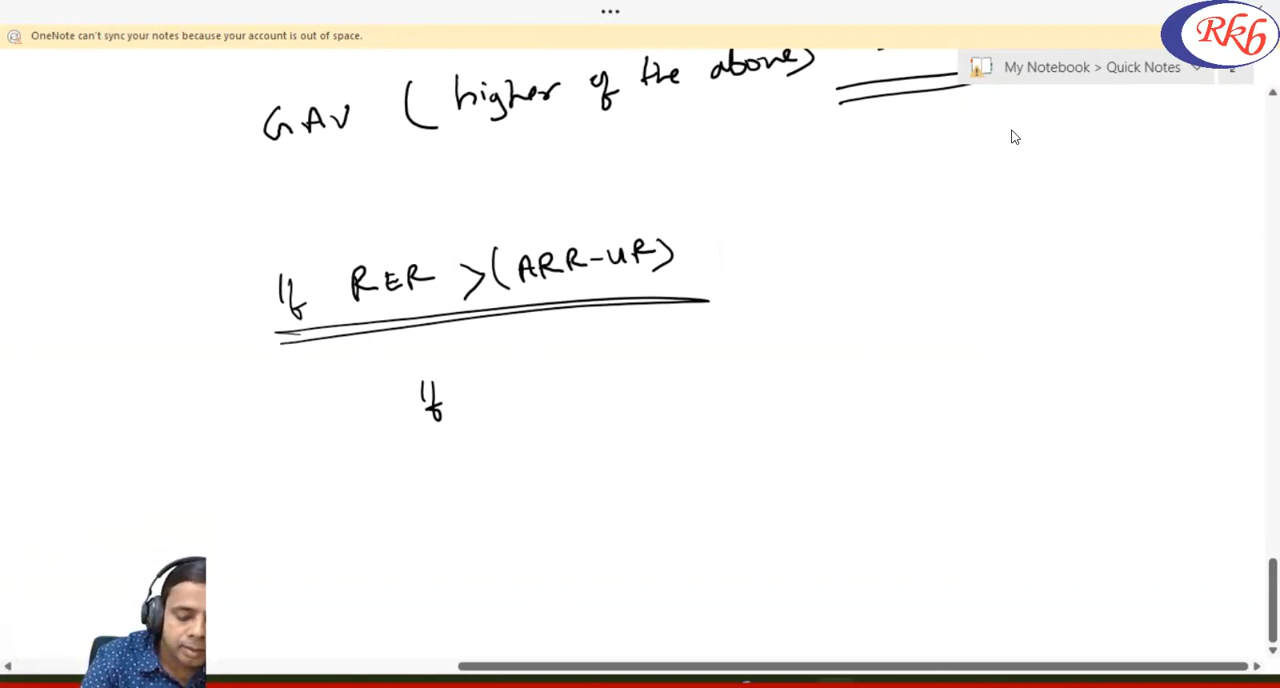 ...
OneNote can't sync your notes because your account is out of space.
Rkb
My Notebook > Quick Notes
GAV (higher of the above)
If RER >(ARR-UR)
If